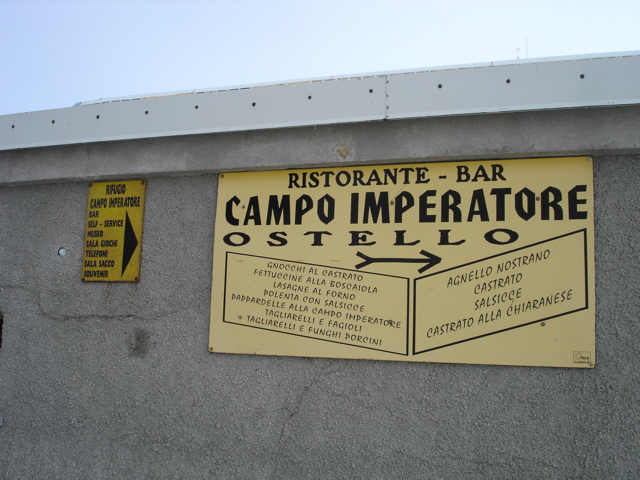 RIFUGIO
CAMPO IMPERATORE
BAR
SELF - SERVICE
MUSEO
SALA GIOCHI
TELEFONI
SALA SACCO
SOUVENIR
RISTORANTE - BAR
CAMPO IMPERATORE
OSTELLO
GNOCCHI AL CASTRATO
FETTUCCINE ALLA BOSCAIOLA
LASAGNE AL FORNO
POLENTA CON SALSICCE
PAPPARDELLE ALLA CAMPO IMPERATORE
TAGLIARELLI E FAGIOLI
* TAGLIARELLI E FUNGHI PORCINI
AGNELLO NOSTRANO
CASTRATO
SALSICCE
CASTRATO ALLA CHIARANESE